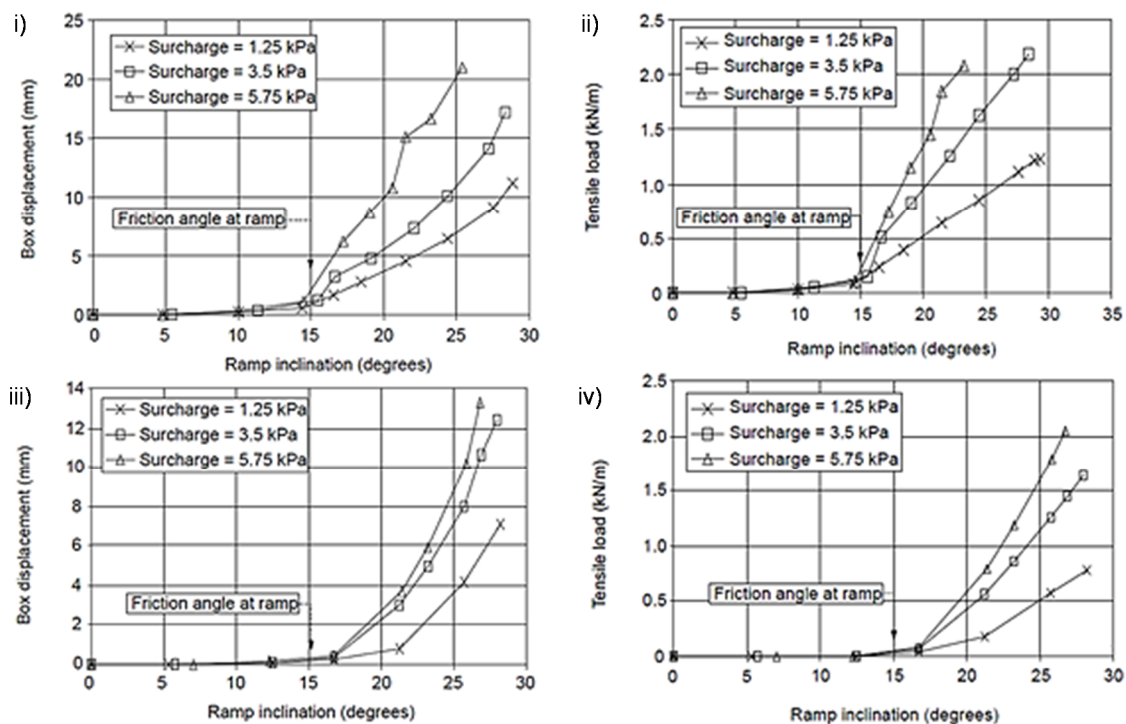 i)
25
20
15
10
5
0
Box displacement (mm)
Surcharge = 1.25 kPa
Surcharge = 3.5 kPa
Surcharge = 5.75 kPa
Friction angle at ramp
0 5 10 15 20 25 30
Ramp inclination (degrees)
ii)
2.5
2.0
1.5
1.0
0.5
0
Tensile load (kN/m)
Surcharge = 1.25 kPa
Surcharge = 3.5 kPa
Surcharge = 5.75 kPa
Friction angle at ramp
0 5 10 15 20 25 30 35
Ramp inclination (degrees)
iii)
14
12
10
8
6
4
2
0
Box displacement (mm)
Surcharge = 1.25 kPa
Surcharge = 3.5 kPa
Surcharge = 5.75 kPa
Friction angle at ramp
0 5 10 15 20 25 30
Ramp inclination (degrees)
iv)
2.5
2.0
1.5
1.0
0.5
0
Tensile load (kN/m)
Surcharge = 1.25 kPa
Surcharge = 3.5 kPa
Surcharge = 5.75 kPa
Friction angle at ramp
0 5 10 15 20 25 30
Ramp inclination (degrees)